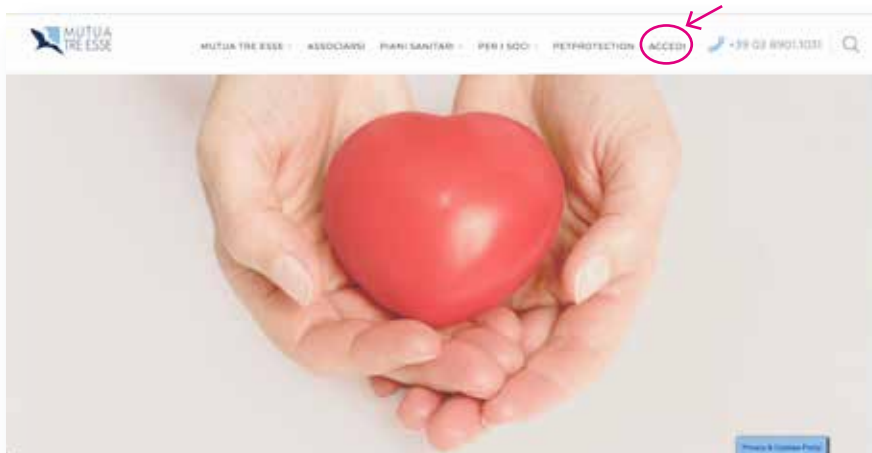 MUTUA
TRE ESSE
MUTUA TRE ESSE ASSOCIARSI PIANI SANITARI PER I SOCI PETPROTECTION ACCEDI +39 02 8901.1031
Privacy & Cookies Policy